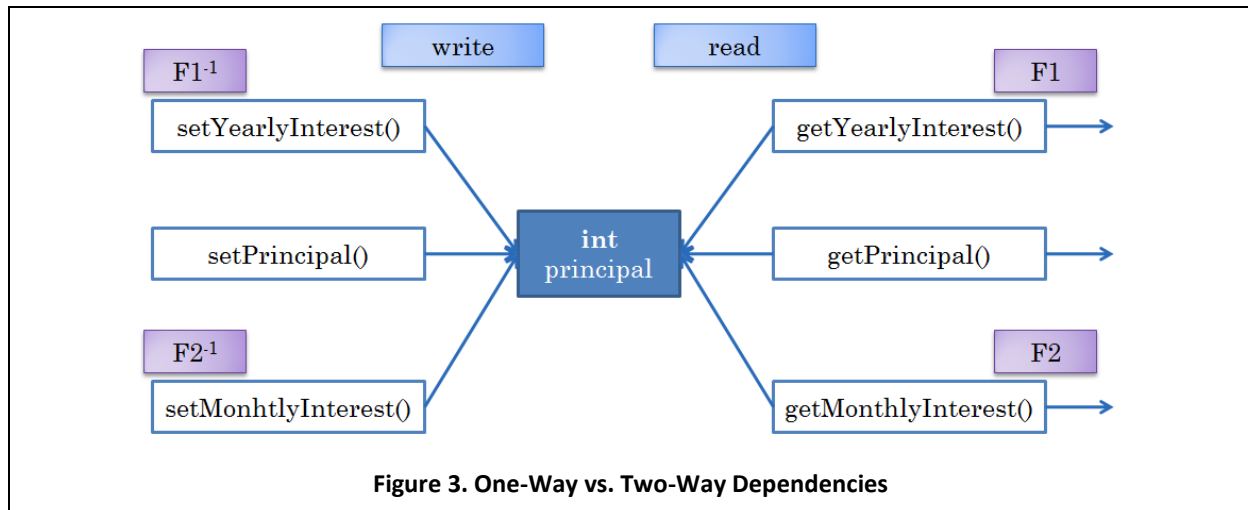 write
read
F1-1
F1
setYearlyInterest()
getYearlyInterest()
int
principal
setPrincipal()
getPrincipal()
F2-1
F2
setMonhtlyInterest()
getMonthlyInterest()
Figure 3. One-Way vs. Two-Way Dependencies